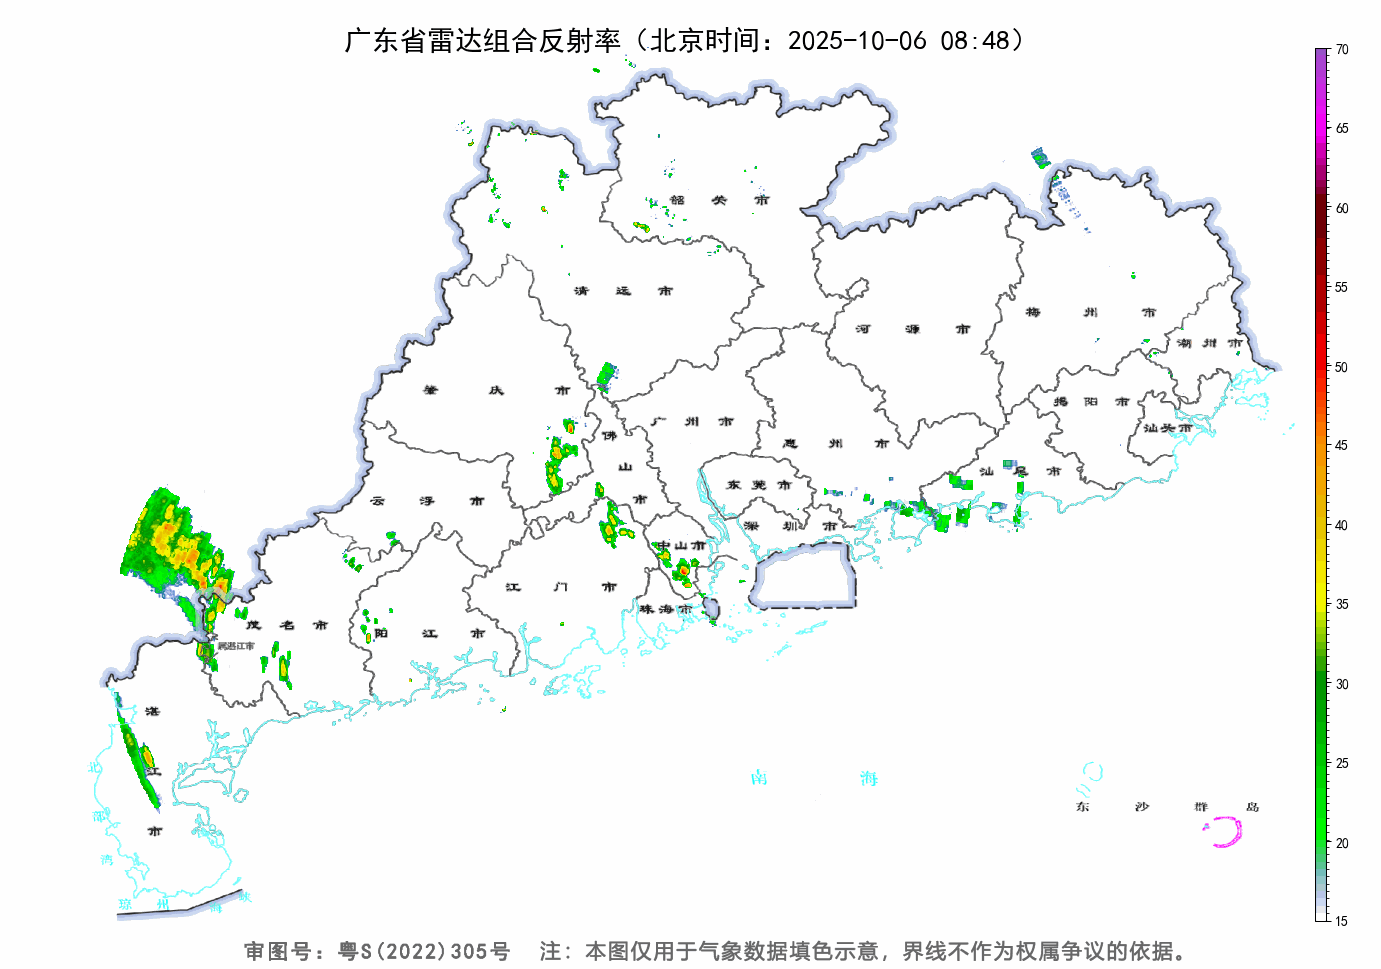 广东省雷达组合反射率（北京时间：2025-10-06 08:48）
70
65
60
55
50
45
40
35
30
25
20
15
韶关市
清远市
河源市
梅州市
潮州市
肇庆市
广州市
佛山市
惠州市
揭阳市
汕头市
汕尾市
云浮市
东莞市
深圳市
中山市
江门市
珠海市
茂名市
阳江市
属湛江市
湛江市
北部湾
琼州海峡
南海
东沙群岛
审图号：粤S(2022)305号 注：本图仅用于气象数据填色示意，界线不作为权属争议的依据。